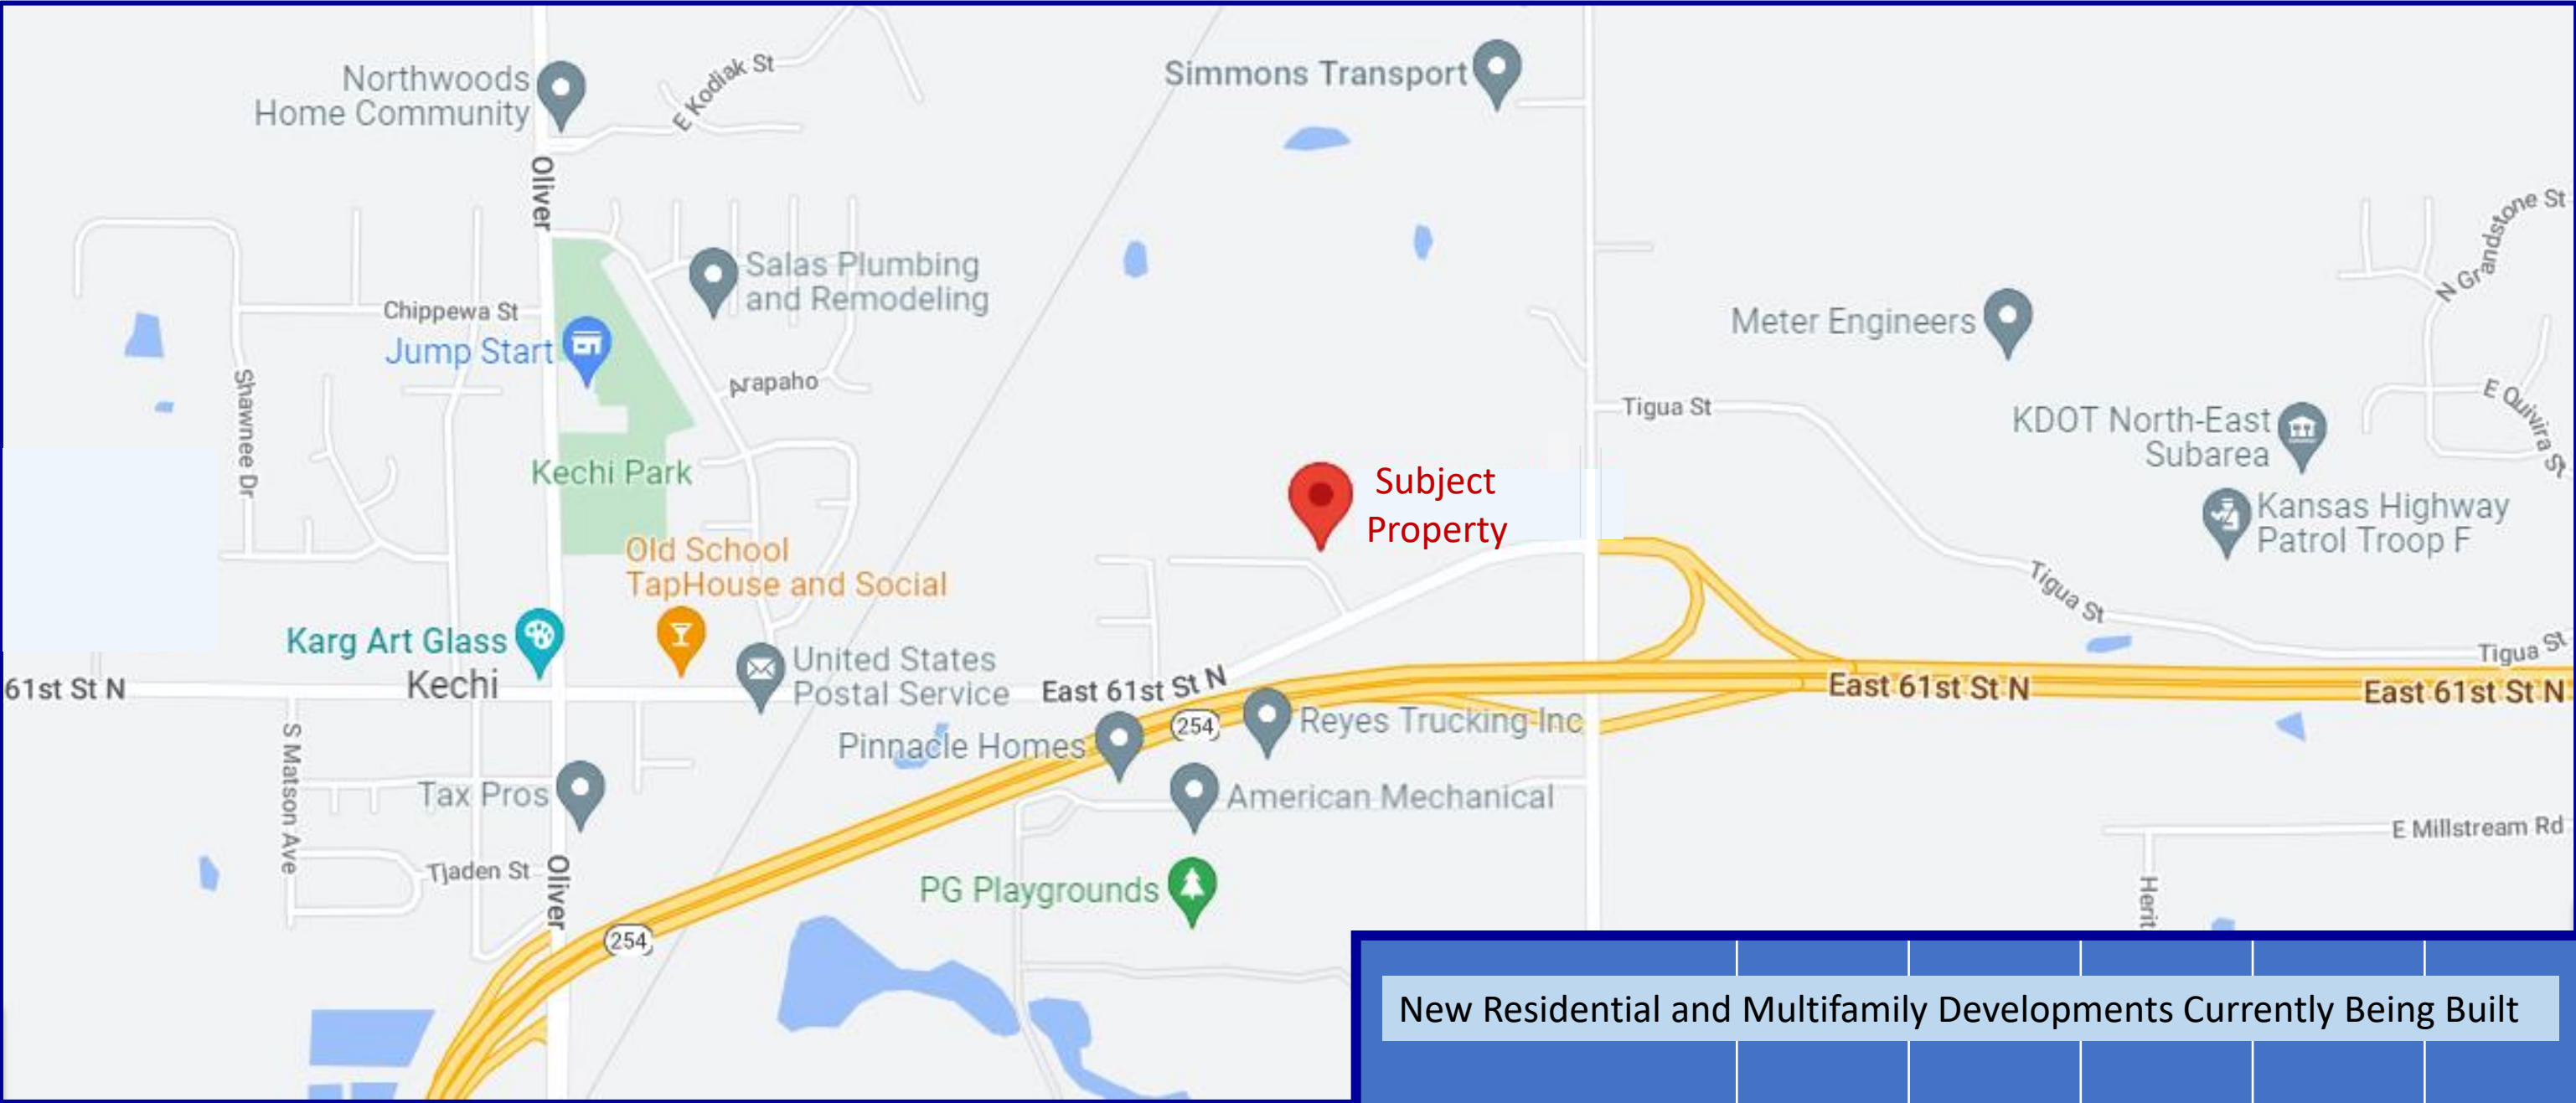 Northwoods
Home Community
E Kodiak St
Simmons Transport
Oliver
N Grandstone St
Salas Plumbing
and Remodeling
Chippewa St
Jump Start
Meter Engineers
Shawnee Dr
Arapaho
Tigua St
E Quivira St
KDOT North-East
Subarea
Kechi Park
Subject
Property
Kansas Highway
Patrol Troop F
Old School
TapHouse and Social
Tigua St
Karg Art Glass
Kechi
United States
Postal Service
Tigua St
61st St N
East 61st St N
East 61st St N
East 61st St N
254
Reyes Trucking Inc
Pinnacle Homes
S Matson Ave
Tax Pros
American Mechanical
E Millstream Rd
Tjaden St
Oliver
PG Playgrounds
Herit
254
New Residential and Multifamily Developments Currently Being Built